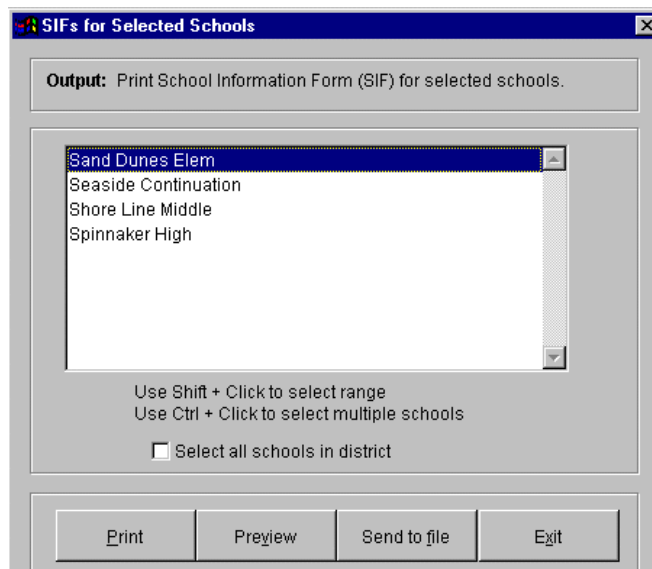 SIFs for Selected Schools
Output: Print School Information Form (SIF) for selected schools.
Sand Dunes Elem
Seaside Continuation
Shore Line Middle
Spinnaker High
Use Shift + Click to select range
Use Ctrl + Click to select multiple schools
Select all schools in district
Print Preview Send to file Exit